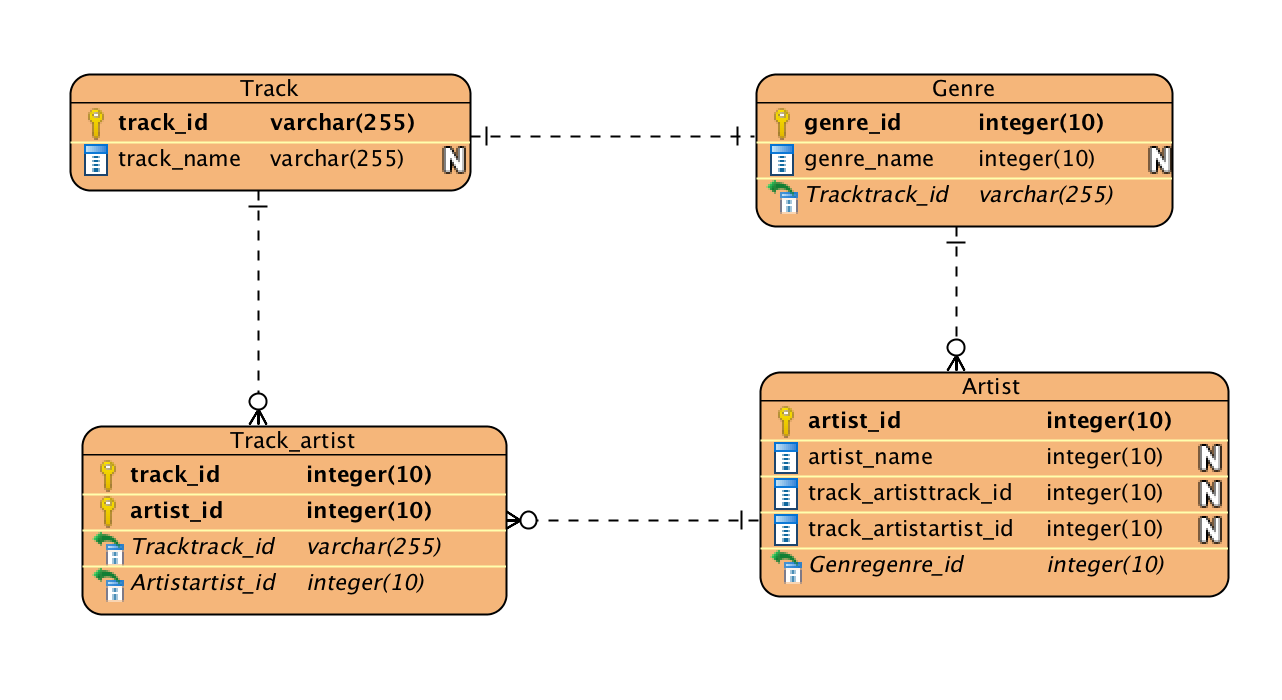 Track
track_id varchar(255)
track_name varchar(255) N
Genre
genre_id integer(10)
genre_name integer(10) N
Tracktrack_id varchar(255)
Track_artist
track_id integer(10)
artist_id integer(10)
Tracktrack_id varchar(255)
Artistartist_id integer(10)
Artist
artist_id integer(10)
artist_name integer(10) N
track_artisttrack_id integer(10) N
track_artistartist_id integer(10) N
Genregenre_id integer(10)